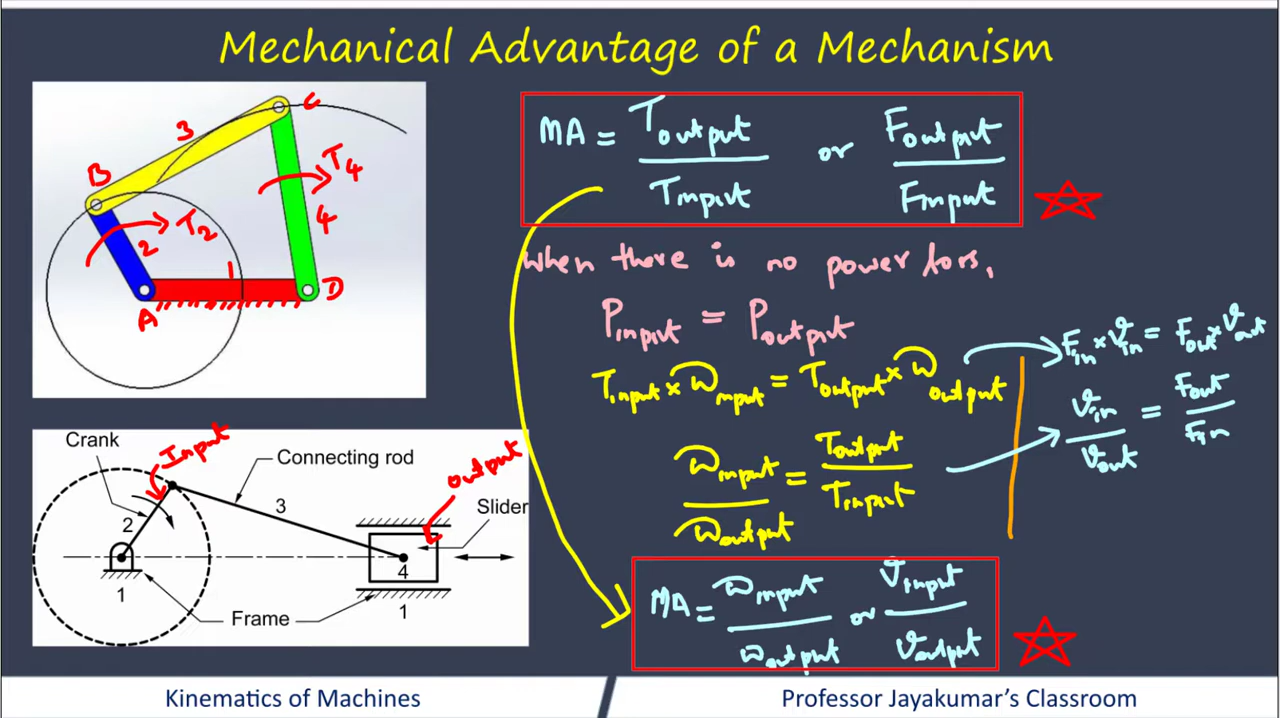 Mechanical Advantage of a Mechanism
B
3
C
T4
T2
2
4
1
A
D
MA = Toutput / Tinput or Foutput / Finput
when there is no power loss,
Pinput = Poutput
Tinput × ωinput = Toutput × ωoutput
Fin × vin = Fout × vout
ωinput / ωoutput = Toutput / Tinput
vin / vout = Fout / Fin
MA = ωinput / ωoutput or vinput / voutput
Crank
Input
Connecting rod
output
Slider
2
3
4
1
Frame
1
Kinematics of Machines
Professor Jayakumar's Classroom